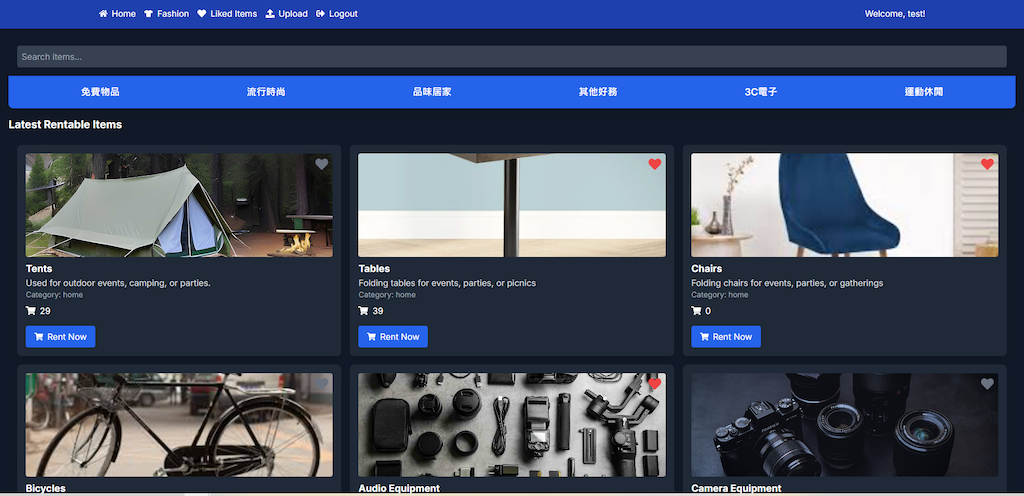 Home Fashion Liked Items Upload Logout Welcome, test!
Search items...
免費物品 流行時尚 品味居家 其他好務 3C電子 運動休閒
Latest Rentable Items
Tents
Used for outdoor events, camping, or parties.
Category: home
29
Rent Now
Tables
Folding tables for events, parties, or picnics
Category: home
39
Rent Now
Chairs
Folding chairs for events, parties, or gatherings
Category: home
0
Rent Now
Bicycles
Audio Equipment
Camera Equipment